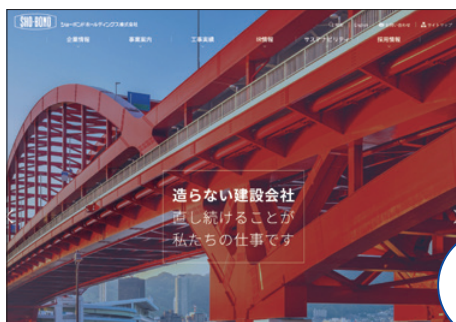 SHO-BOND ショーボンドホールディングス株式会社
English
サイトマップ
企業情報 事業案内 工事実績 IR情報 サステナビリティ 採用情報
造らない建設会社
直し続けることが
私たちの仕事です